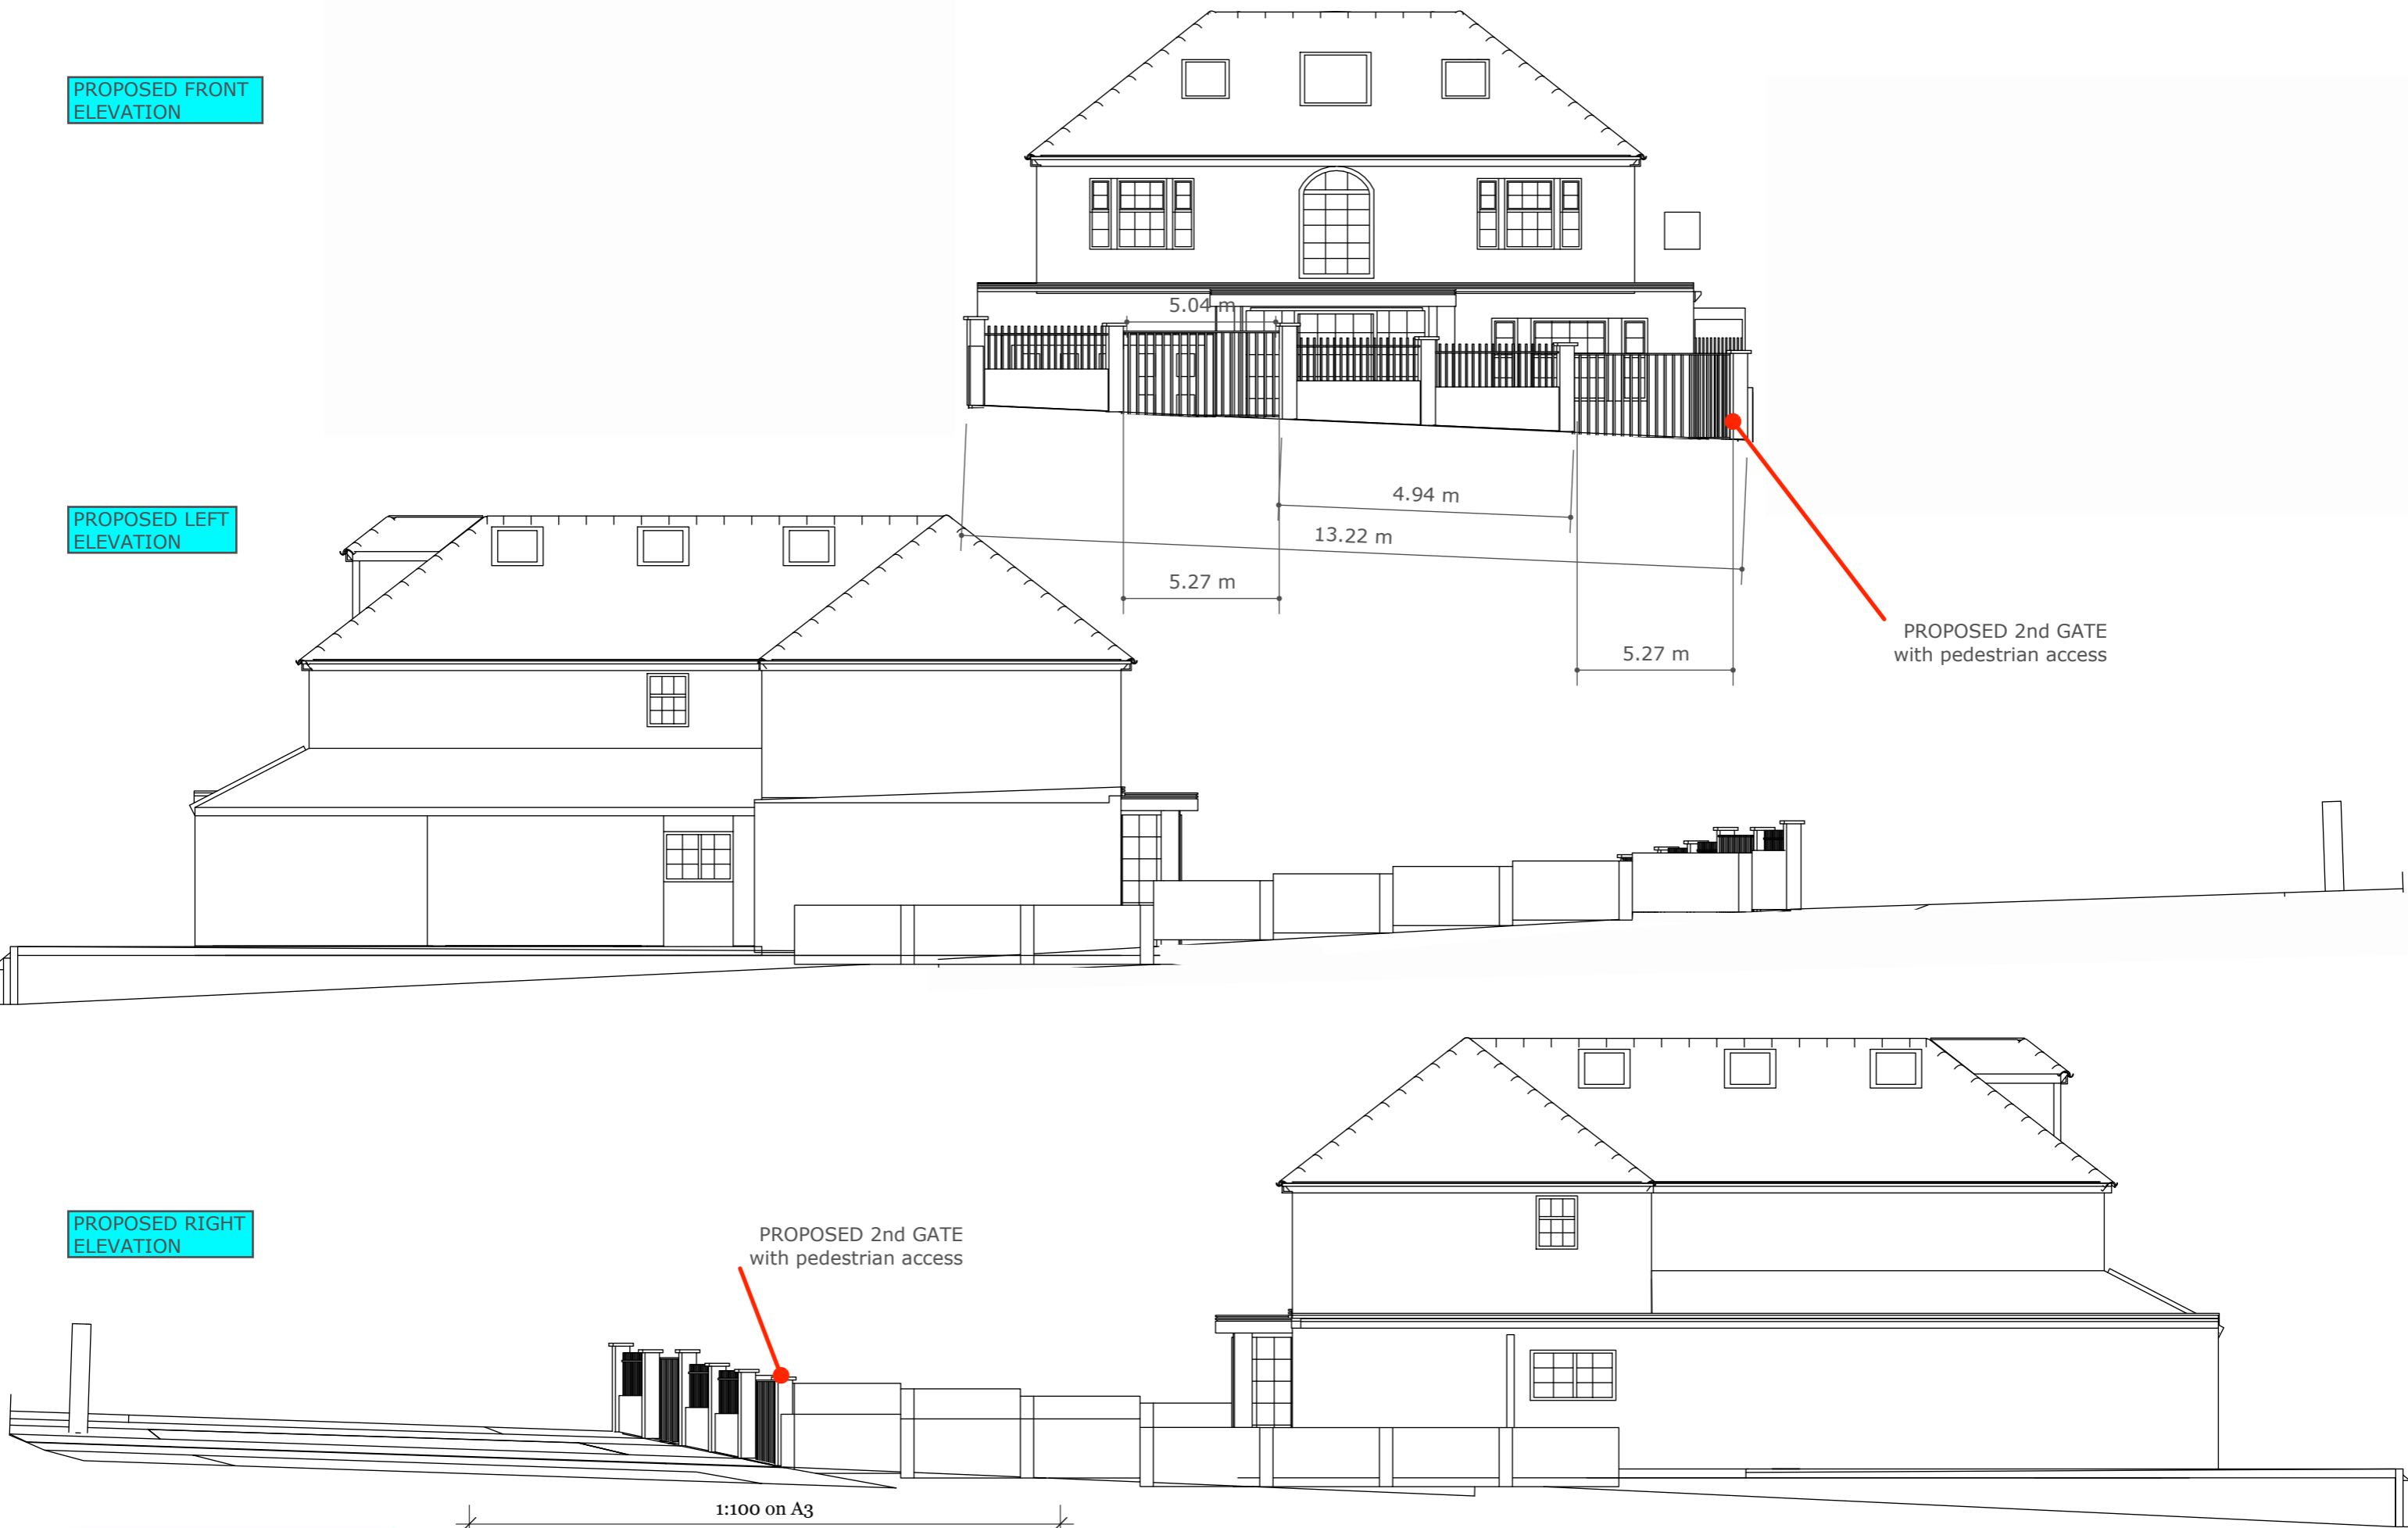 PROPOSED FRONT
ELEVATION
5.04 m
4.94 m
13.22 m
5.27 m
5.27 m
PROPOSED 2nd GATE
with pedestrian access
PROPOSED LEFT
ELEVATION
PROPOSED RIGHT
ELEVATION
PROPOSED 2nd GATE
with pedestrian access
1:100 on A3